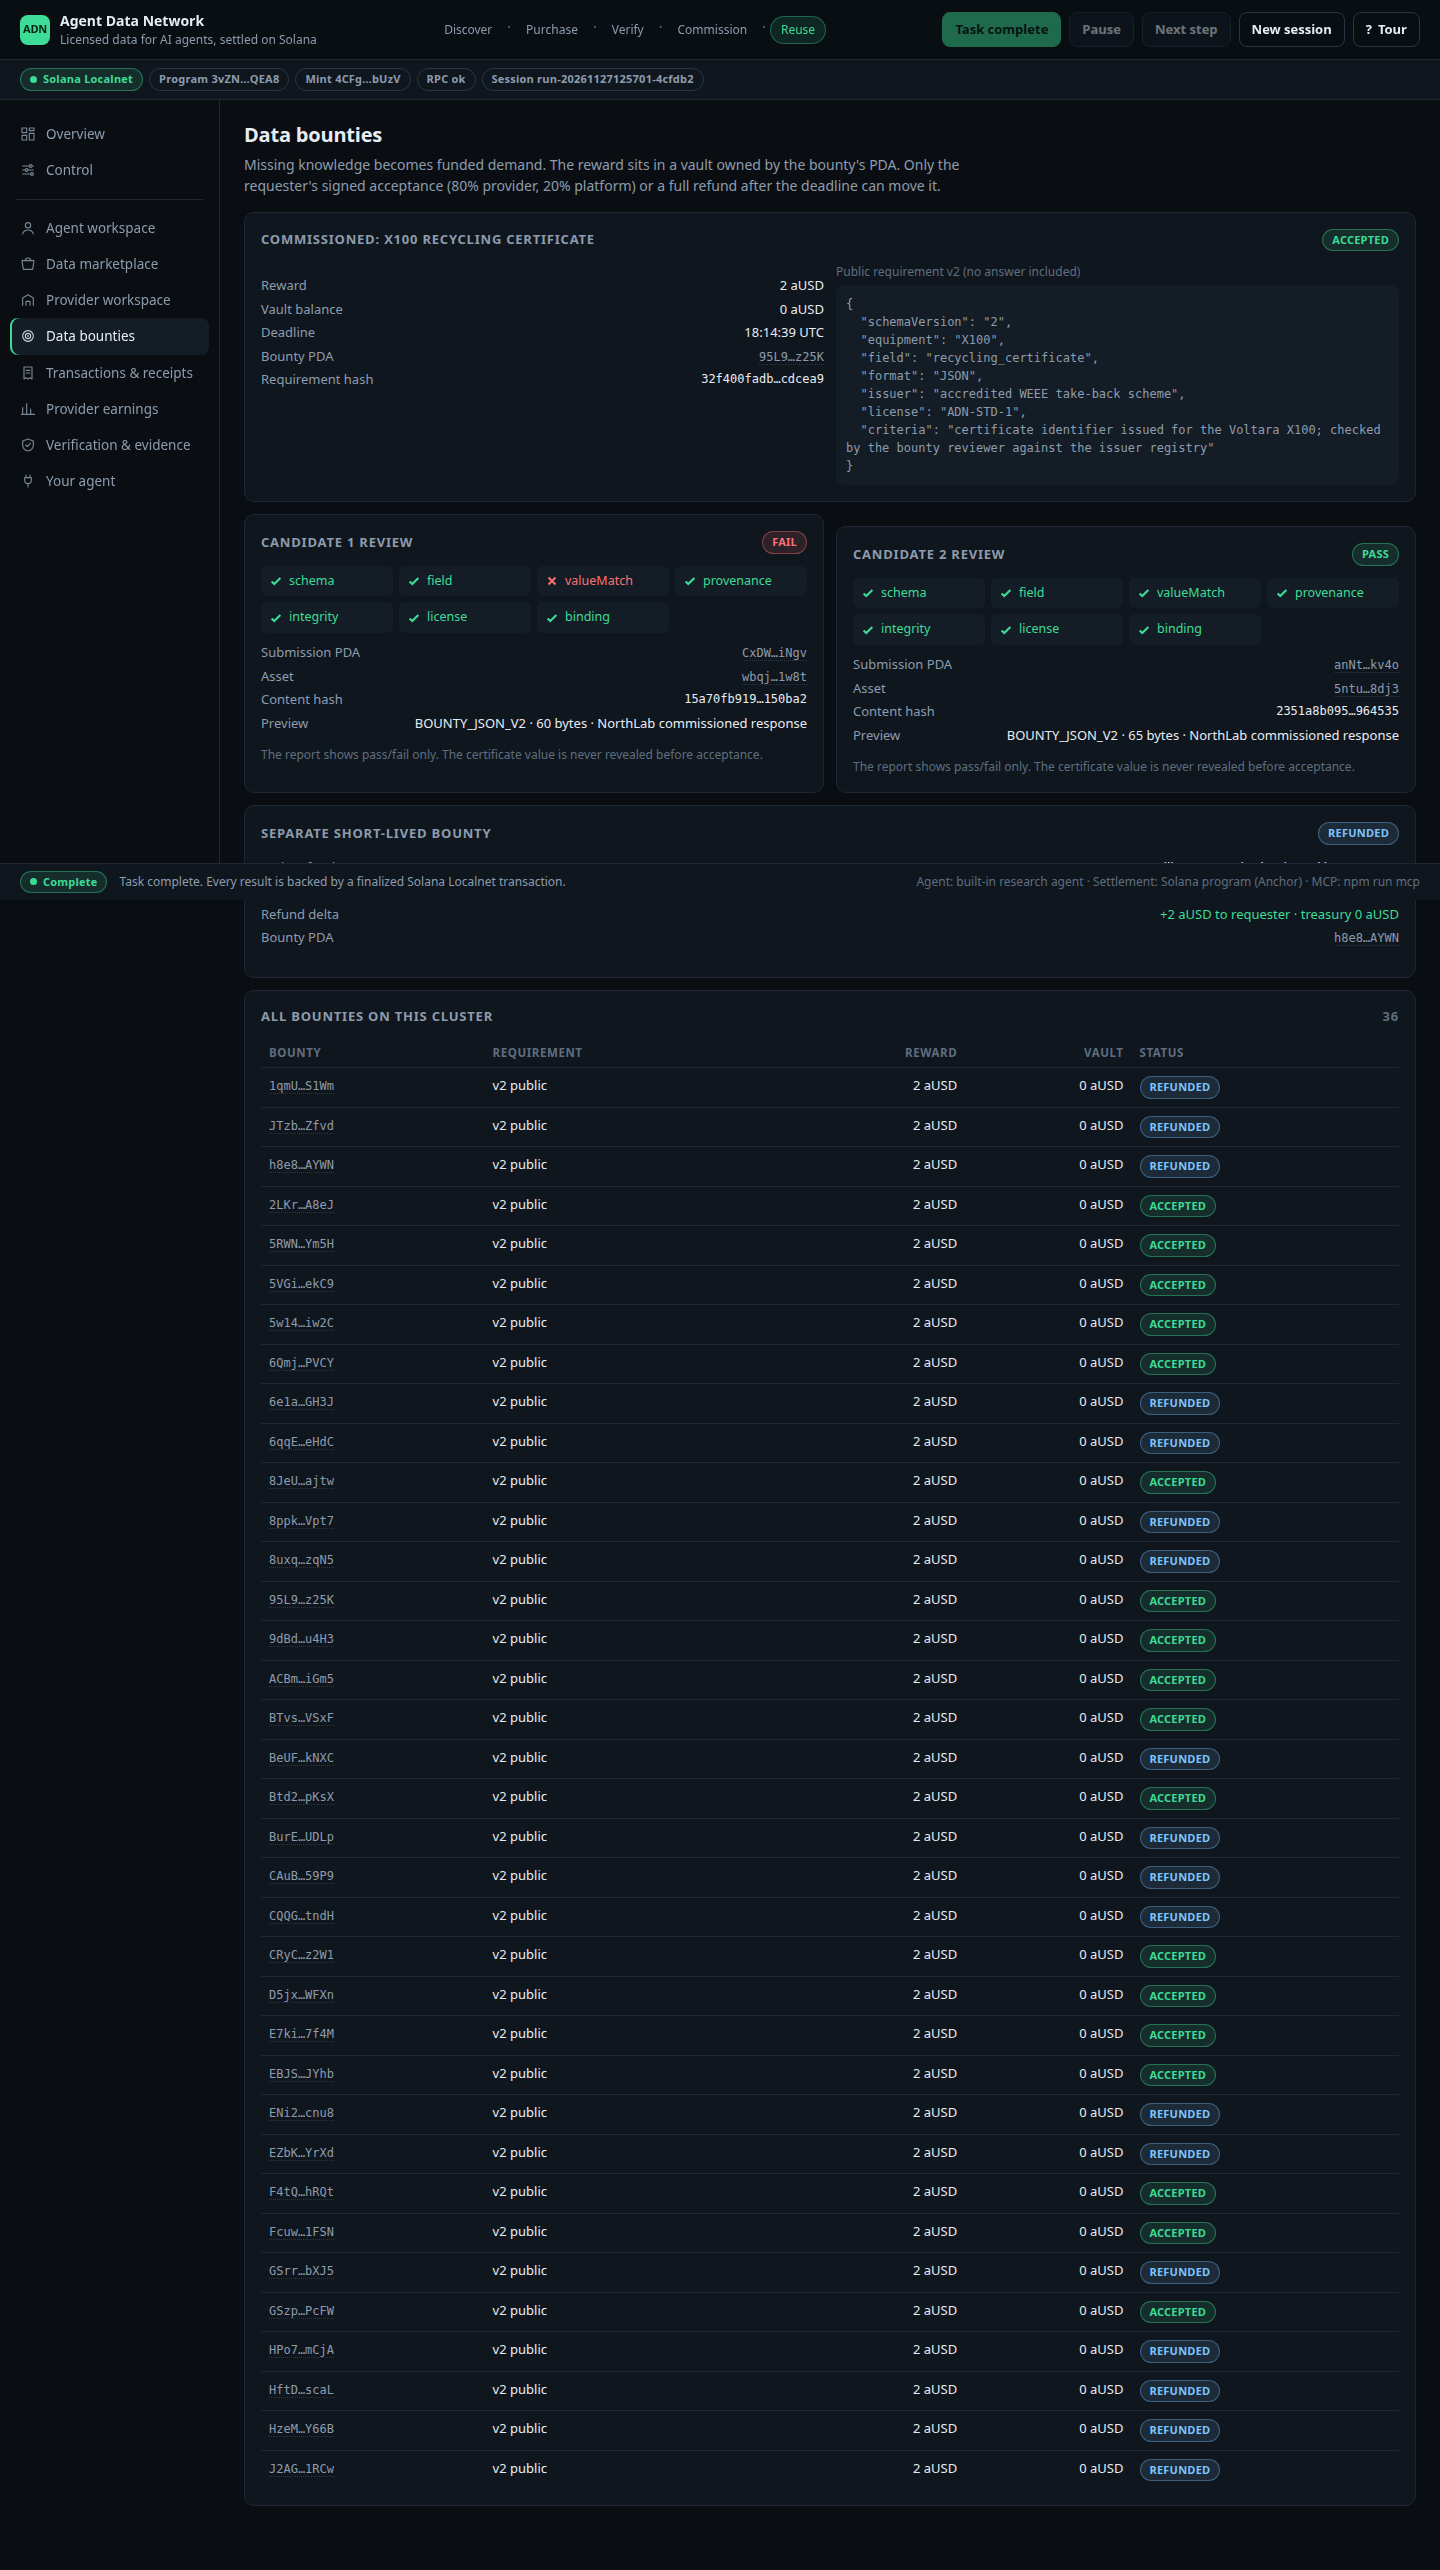 ADN
Agent Data Network
Licensed data for AI agents, settled on Solana
Discover · Purchase · Verify · Commission · Reuse
Task complete
Pause
Next step
New session
? Tour
Solana Localnet
Program 3vZN…QEA8
Mint 4CFg…bUzV
RPC ok
Session run-20261127125701-4cfdb2
Overview
Control
Agent workspace
Data marketplace
Provider workspace
Data bounties
Transactions & receipts
Provider earnings
Verification & evidence
Your agent
Data bounties
Missing knowledge becomes funded demand. The reward sits in a vault owned by the bounty's PDA. Only the
requester's signed acceptance (80% provider, 20% platform) or a full refund after the deadline can move it.
COMMISSIONED: X100 RECYCLING CERTIFICATE
ACCEPTED
Reward 2 aUSD
Vault balance 0 aUSD
Deadline 18:14:39 UTC
Bounty PDA 95L9…z25K
Requirement hash 32f400fadb…cdcea9
Public requirement v2 (no answer included)
{
"schemaVersion": "2",
"equipment": "X100",
"field": "recycling_certificate",
"format": "JSON",
"issuer": "accredited WEEE take-back scheme",
"license": "ADN-STD-1",
"criteria": "certificate identifier issued for the Voltara X100; checked
by the bounty reviewer against the issuer registry"
}
CANDIDATE 1 REVIEW
FAIL
schema field valueMatch provenance
integrity license binding
Submission PDA CxDW…iNgv
Asset wbqj…1w8t
Content hash 15a70fb919…150ba2
Preview BOUNTY_JSON_V2 · 60 bytes · NorthLab commissioned response
The report shows pass/fail only. The certificate value is never revealed before acceptance.
CANDIDATE 2 REVIEW
PASS
schema field valueMatch provenance
integrity license binding
Submission PDA anNt…kv4o
Asset 5ntu…8dj3
Content hash 2351a8b095…964535
Preview BOUNTY_JSON_V2 · 65 bytes · NorthLab commissioned response
The report shows pass/fail only. The certificate value is never revealed before acceptance.
SEPARATE SHORT-LIVED BOUNTY
REFUNDED
Complete
Task complete. Every result is backed by a finalized Solana Localnet transaction.
Agent: built-in research agent · Settlement: Solana program (Anchor) · MCP: npm run mcp
Refund delta +2 aUSD to requester · treasury 0 aUSD
Bounty PDA h8e8…AYWN
ALL BOUNTIES ON THIS CLUSTER 36
BOUNTY REQUIREMENT REWARD VAULT STATUS
1qmU…S1Wm v2 public 2 aUSD 0 aUSD REFUNDED
JTzb…Zfvd v2 public 2 aUSD 0 aUSD REFUNDED
h8e8…AYWN v2 public 2 aUSD 0 aUSD REFUNDED
2LKr…A8eJ v2 public 2 aUSD 0 aUSD ACCEPTED
5RWN…Ym5H v2 public 2 aUSD 0 aUSD ACCEPTED
5VGi…ekC9 v2 public 2 aUSD 0 aUSD ACCEPTED
5w14…iw2C v2 public 2 aUSD 0 aUSD ACCEPTED
6Qmj…PVCY v2 public 2 aUSD 0 aUSD ACCEPTED
6e1a…GH3J v2 public 2 aUSD 0 aUSD REFUNDED
6qqE…eHdC v2 public 2 aUSD 0 aUSD REFUNDED
8JeU…ajtw v2 public 2 aUSD 0 aUSD ACCEPTED
8ppk…Vpt7 v2 public 2 aUSD 0 aUSD REFUNDED
8uxq…zqN5 v2 public 2 aUSD 0 aUSD REFUNDED
95L9…z25K v2 public 2 aUSD 0 aUSD ACCEPTED
9dBd…u4H3 v2 public 2 aUSD 0 aUSD ACCEPTED
ACBm…iGm5 v2 public 2 aUSD 0 aUSD ACCEPTED
BTvs…VSxF v2 public 2 aUSD 0 aUSD ACCEPTED
BeUF…kNXC v2 public 2 aUSD 0 aUSD REFUNDED
Btd2…pKsX v2 public 2 aUSD 0 aUSD ACCEPTED
BurE…UDLp v2 public 2 aUSD 0 aUSD REFUNDED
CAuB…59P9 v2 public 2 aUSD 0 aUSD REFUNDED
CQQG…tndH v2 public 2 aUSD 0 aUSD REFUNDED
CRyC…z2W1 v2 public 2 aUSD 0 aUSD ACCEPTED
D5jx…WFXn v2 public 2 aUSD 0 aUSD ACCEPTED
E7ki…7f4M v2 public 2 aUSD 0 aUSD ACCEPTED
EBJS…JYhb v2 public 2 aUSD 0 aUSD ACCEPTED
ENi2…cnu8 v2 public 2 aUSD 0 aUSD REFUNDED
EZbK…YrXd v2 public 2 aUSD 0 aUSD REFUNDED
F4tQ…hRQt v2 public 2 aUSD 0 aUSD ACCEPTED
Fcuw…1FSN v2 public 2 aUSD 0 aUSD ACCEPTED
GSrr…bXJ5 v2 public 2 aUSD 0 aUSD REFUNDED
GSzp…PcFW v2 public 2 aUSD 0 aUSD ACCEPTED
HPo7…mCjA v2 public 2 aUSD 0 aUSD REFUNDED
HftD…scaL v2 public 2 aUSD 0 aUSD REFUNDED
HzeM…Y66B v2 public 2 aUSD 0 aUSD REFUNDED
J2AG…1RCw v2 public 2 aUSD 0 aUSD REFUNDED